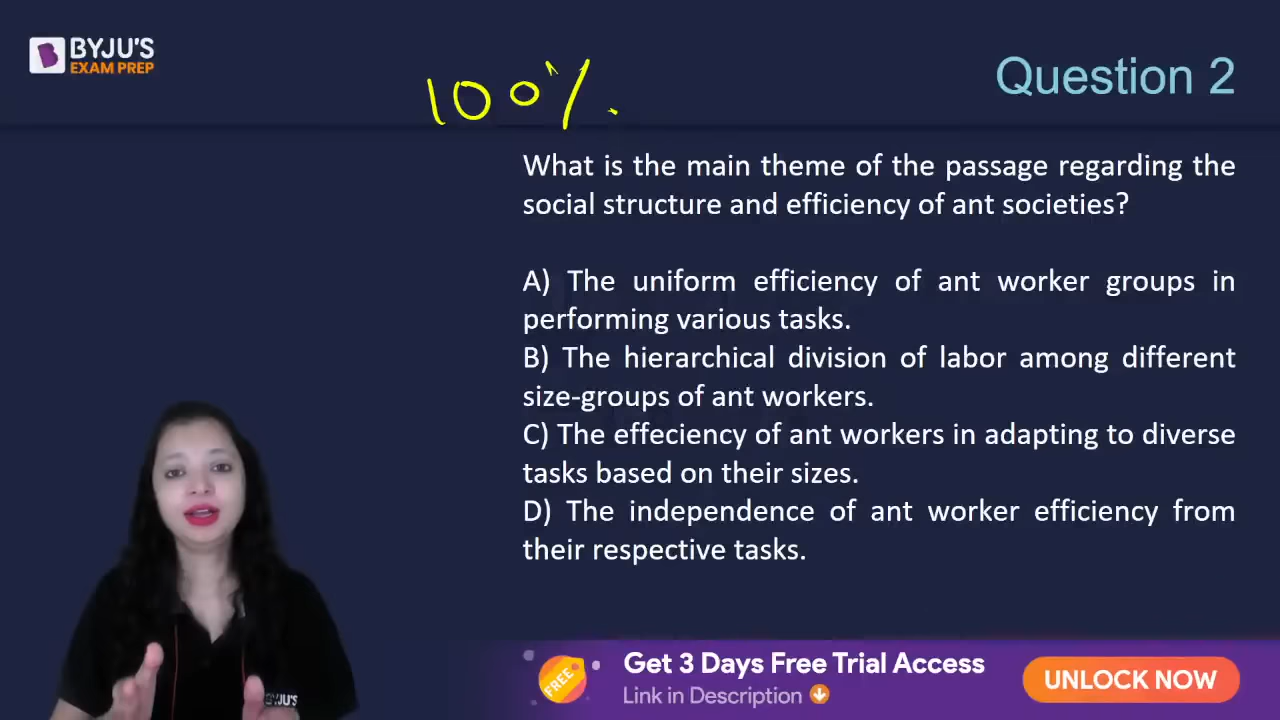 BYJU'S
EXAM PREP
100%.
Question 2
What is the main theme of the passage regarding the
social structure and efficiency of ant societies?
A) The uniform efficiency of ant worker groups in
performing various tasks.
B) The hierarchical division of labor among different
size-groups of ant workers.
C) The effeciency of ant workers in adapting to diverse
tasks based on their sizes.
D) The independence of ant worker efficiency from
their respective tasks.
BYJU'S
FREE
Get 3 Days Free Trial Access
Link in Description
UNLOCK NOW